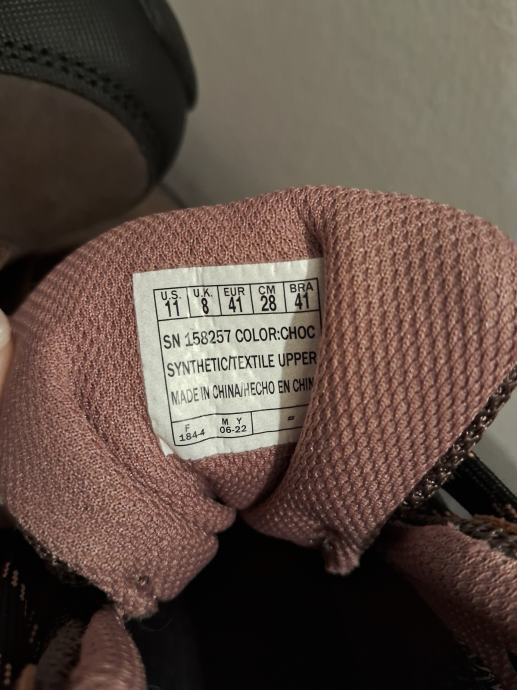 U.S. U.K. EUR CM BRA
11 8 41 28 41
SN 158257 COLOR:CHOC
SYNTHETIC/TEXTILE UPPER
MADE IN CHINA/HECHO EN CHIN
F M Y -
184-4 06-22